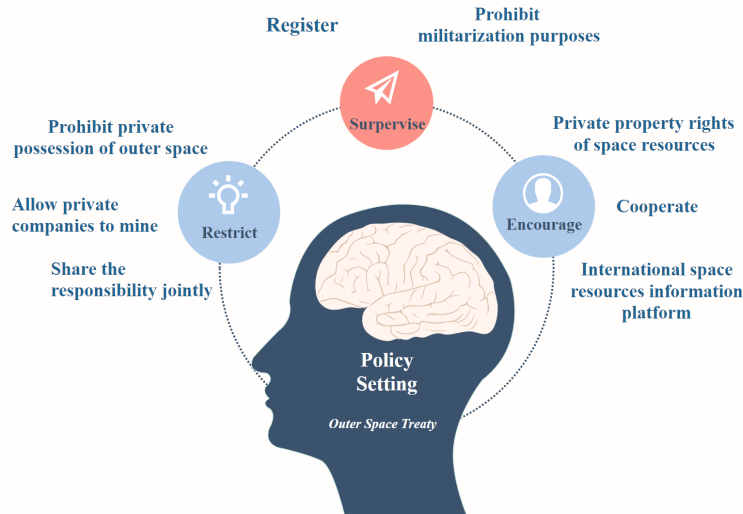 Register
Prohibit
militarization purposes
Surpervise
Prohibit private
possession of outer space
Allow private
companies to mine
Share the
responsibility jointly
Restrict
Private property rights
of space resources
Cooperate
International space
resources information
platform
Encourage
Policy
Setting
Outer Space Treaty